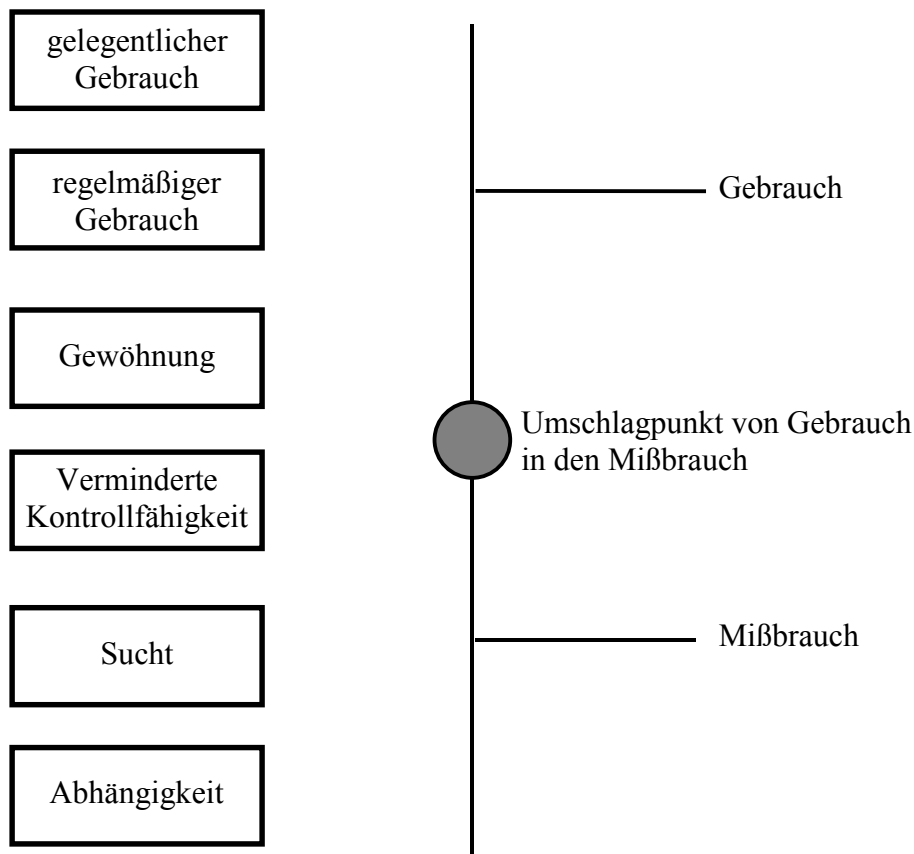 gelegentlicher
Gebrauch
regelmäßiger
Gebrauch
Gebrauch
Gewöhnung
Umschlagpunkt von Gebrauch
in den Mißbrauch
Verminderte
Kontrollfähigkeit
Sucht
Mißbrauch
Abhängigkeit